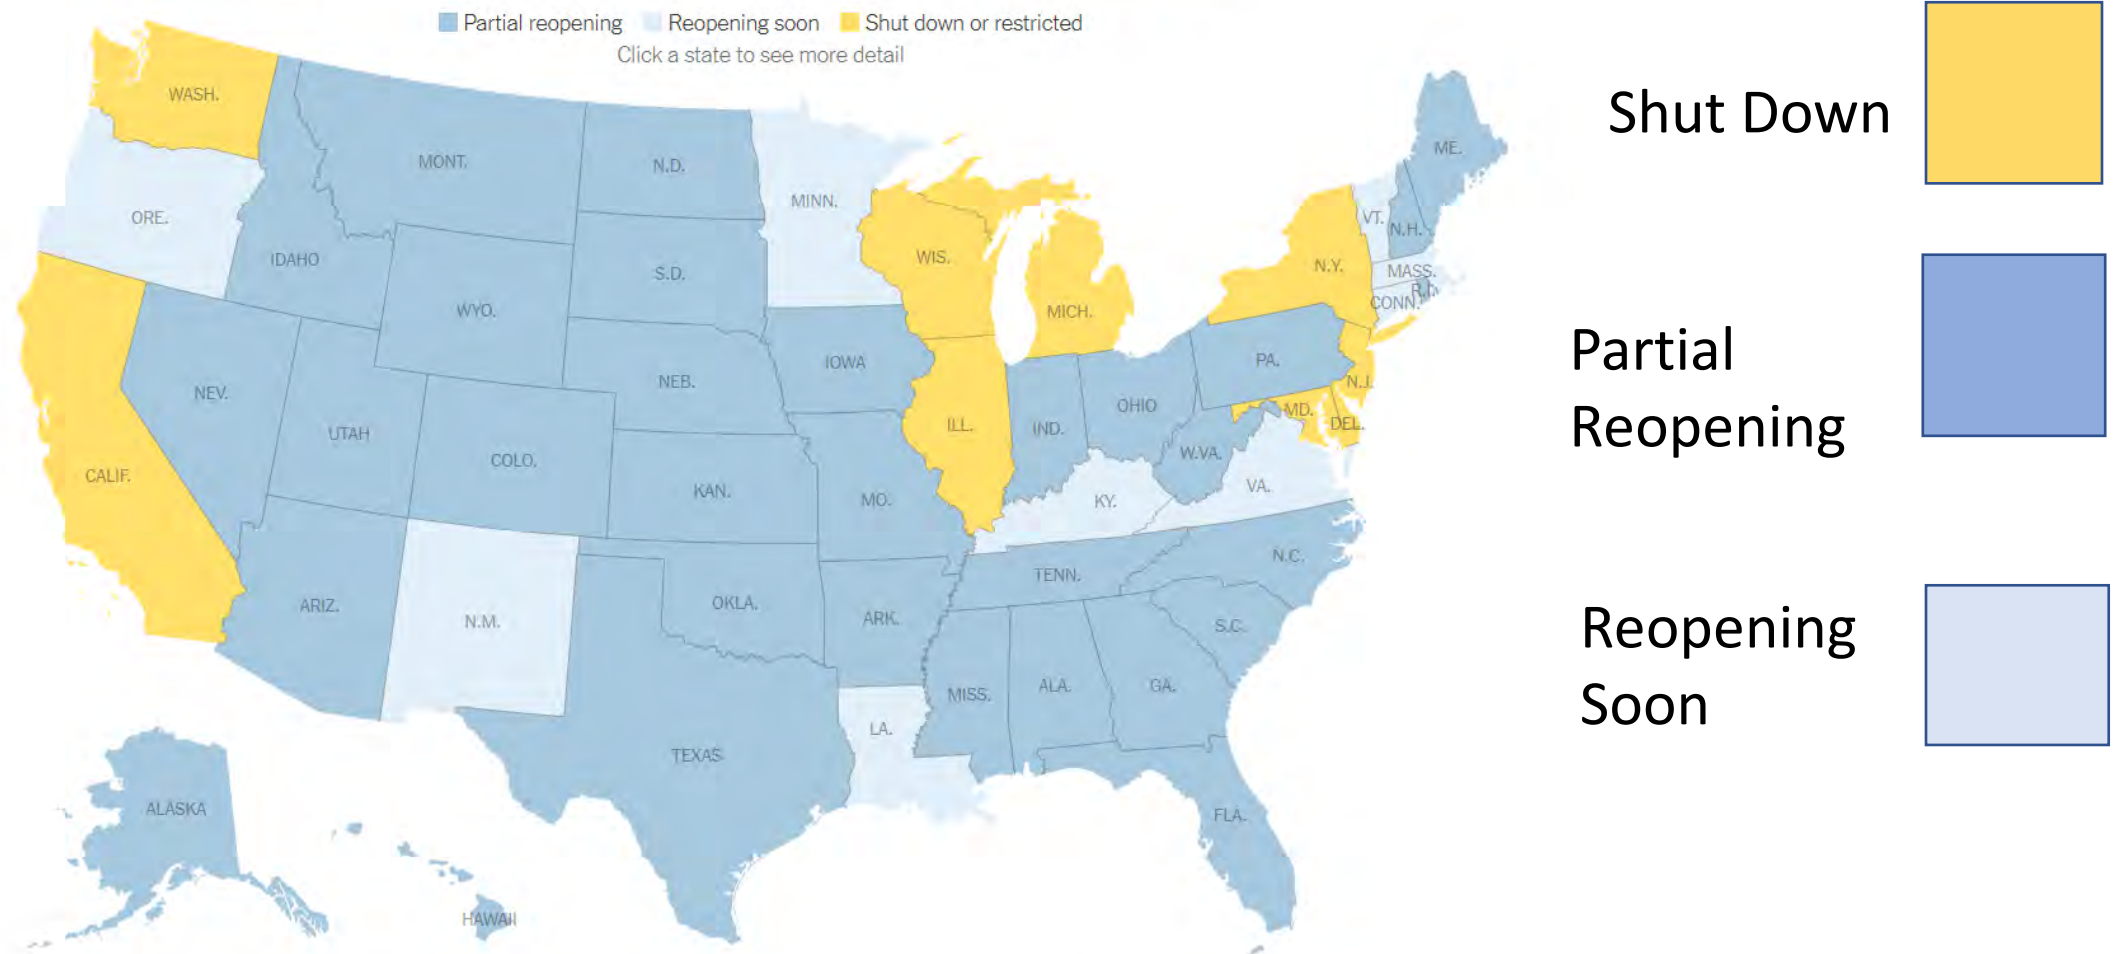 Partial reopening Reopening soon Shut down or restricted
Click a state to see more detail
WASH.
MONT.
N.D.
MINN.
ORE.
IDAHO
WYO.
S.D.
WIS.
MICH.
N.Y.
VT.
N.H.
ME.
MASS.
R.I.
CONN.
NEV.
UTAH
COLO.
NEB.
IOWA
ILL.
IND.
OHIO
PA.
N.J.
MD.
DEL.
W.VA.
VA.
KY.
CALIF.
KAN.
MO.
ARIZ.
N.M.
OKLA.
ARK.
TENN.
N.C.
S.C.
MISS.
ALA.
GA.
LA.
TEXAS
FLA.
ALASKA
HAWAII
Shut Down
Partial
Reopening
Reopening
Soon